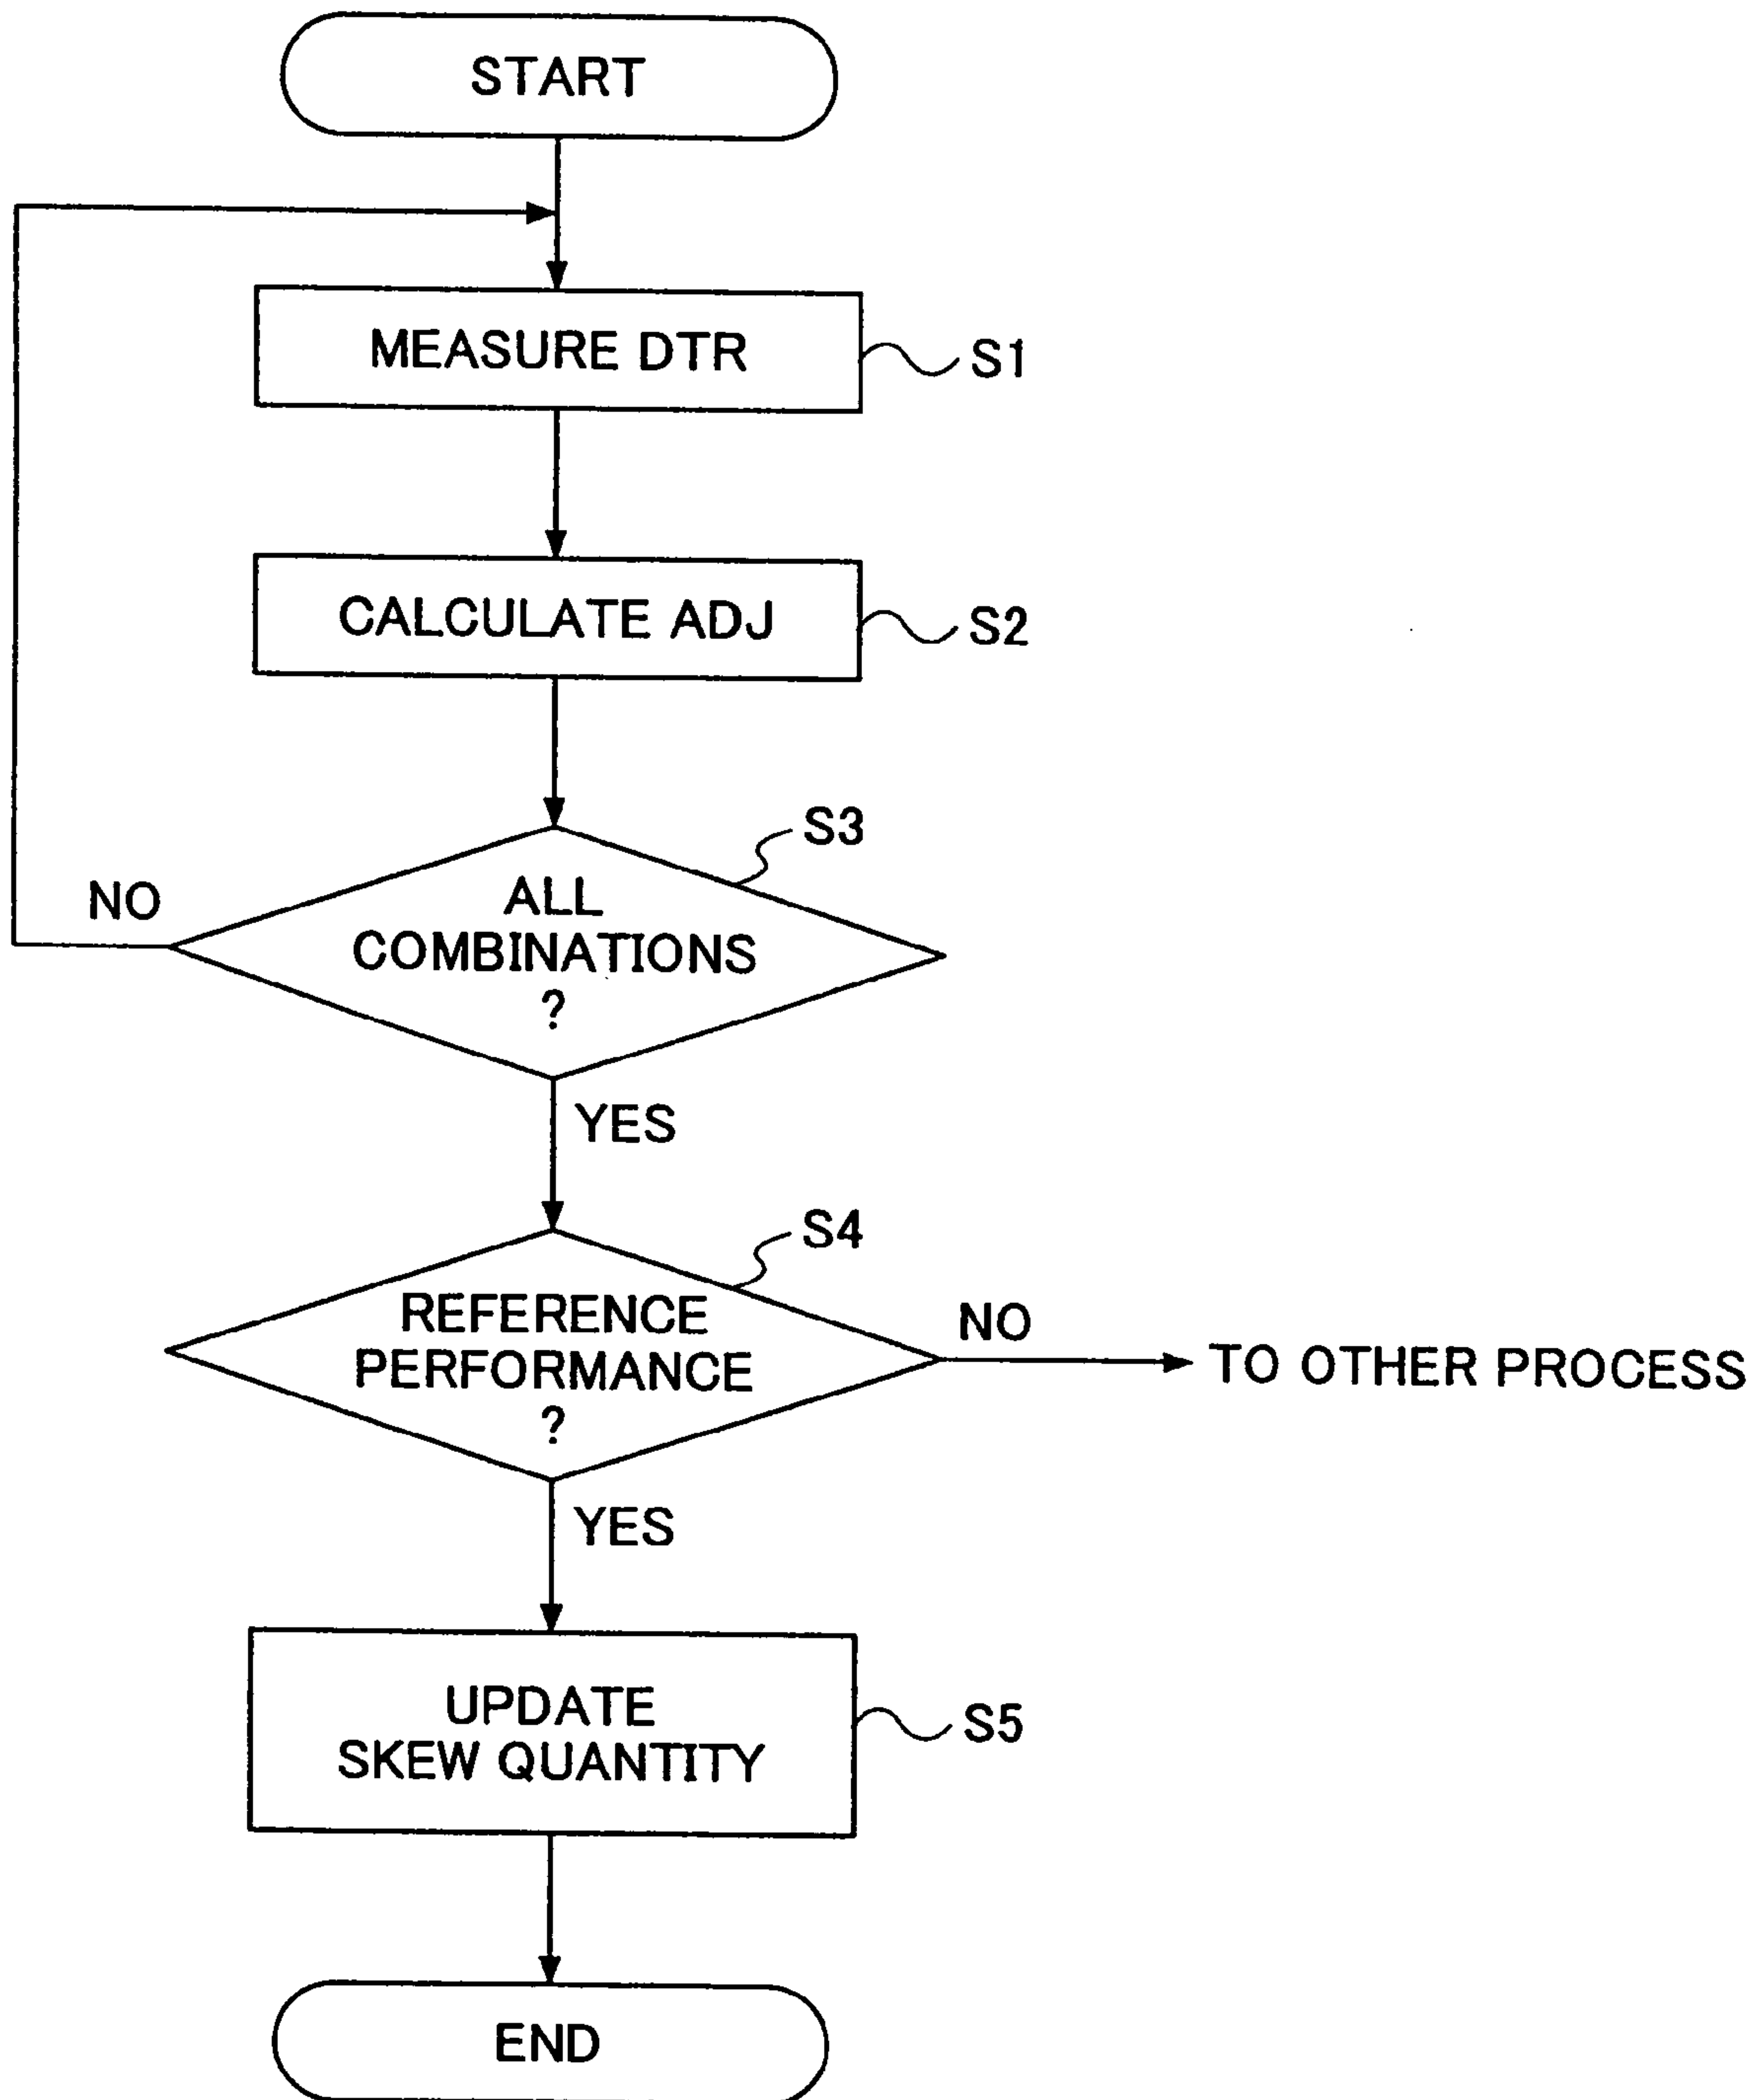 START
MEASURE DTR
S1
CALCULATE ADJ
S2
S3
NO
ALL
COMBINATIONS
?
YES
S4
REFERENCE
PERFORMANCE
?
NO
TO OTHER PROCESS
YES
UPDATE
SKEW QUANTITY
S5
END